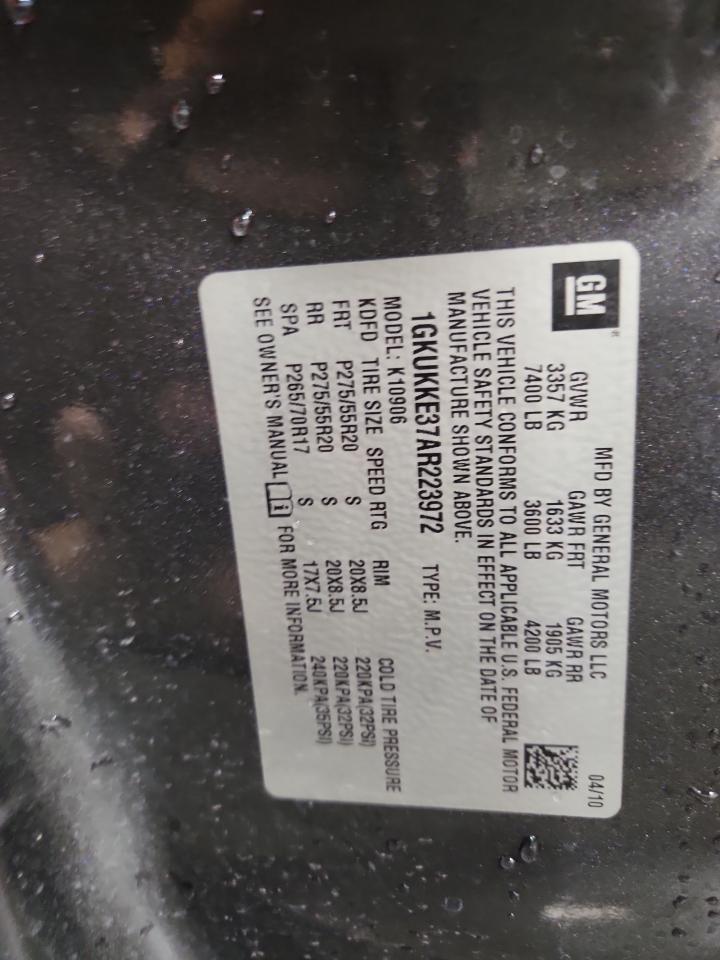 GM
MFD BY GENERAL MOTORS LLC 04/10
GVWR GAWR FRT GAWR RR
3357 KG 1633 KG 1905 KG
7400 LB 3600 LB 4200 LB
THIS VEHICLE CONFORMS TO ALL APPLICABLE U.S. FEDERAL MOTOR
VEHICLE SAFETY STANDARDS IN EFFECT ON THE DATE OF
MANUFACTURE SHOWN ABOVE.
1GKUKKE37AR223972 TYPE: M.P.V.
MODEL: K10906
KDFD TIRE SIZE SPEED RTG RIM COLD TIRE PRESSURE
FRT P275/55R20 S 20X8.5J 220KPA(32PSI)
RR P275/55R20 S 20X8.5J 220KPA(32PSI)
SPA P265/70R17 S 17X7.5J 240KPA(35PSI)
SEE OWNER'S MANUAL FOR MORE INFORMATION.